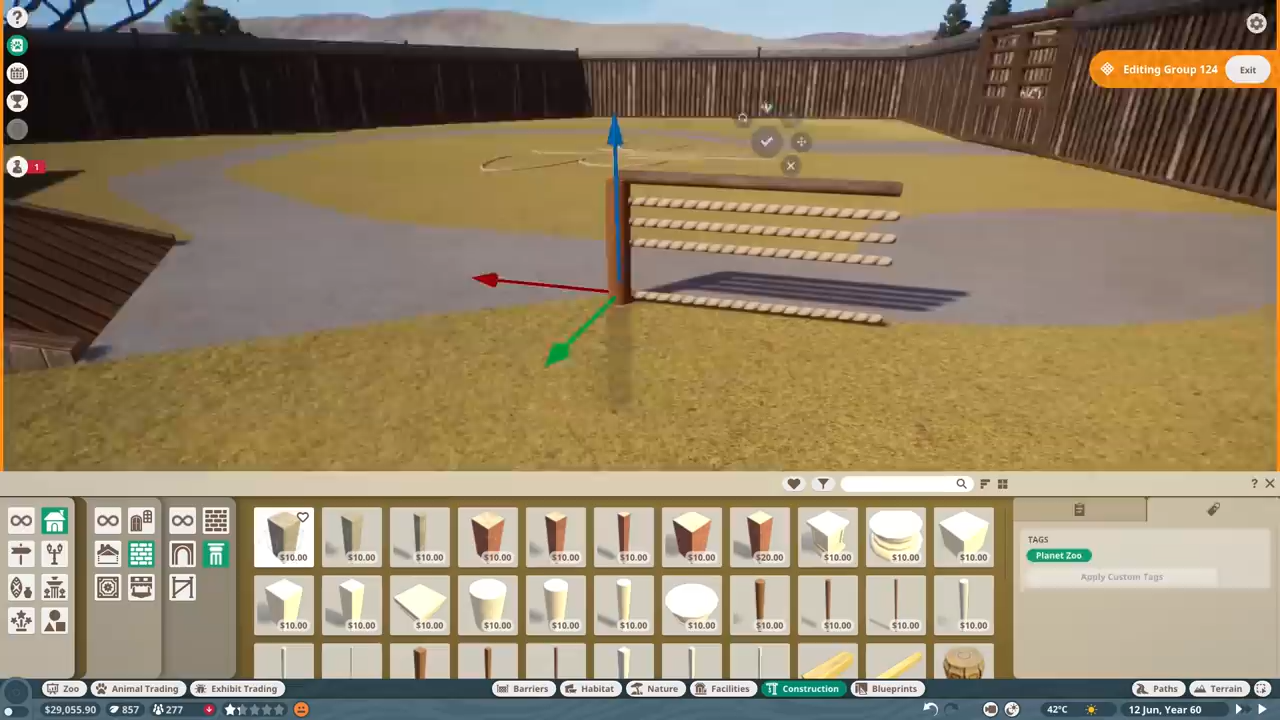 ?
Editing Group 124 Exit
1
? ×
$10.00 $10.00 $10.00 $10.00 $10.00 $10.00 $10.00 $20.00 $10.00 $10.00 $10.00
$10.00 $10.00 $10.00 $10.00 $10.00 $10.00 $10.00 $10.00 $10.00 $10.00 $10.00
TAGS
Planet Zoo
Apply Custom Tags
Zoo Animal Trading Exhibit Trading Barriers Habitat Nature Facilities Construction Blueprints Paths Terrain
$29,055.90 857 277 42°C 12 Jun, Year 60